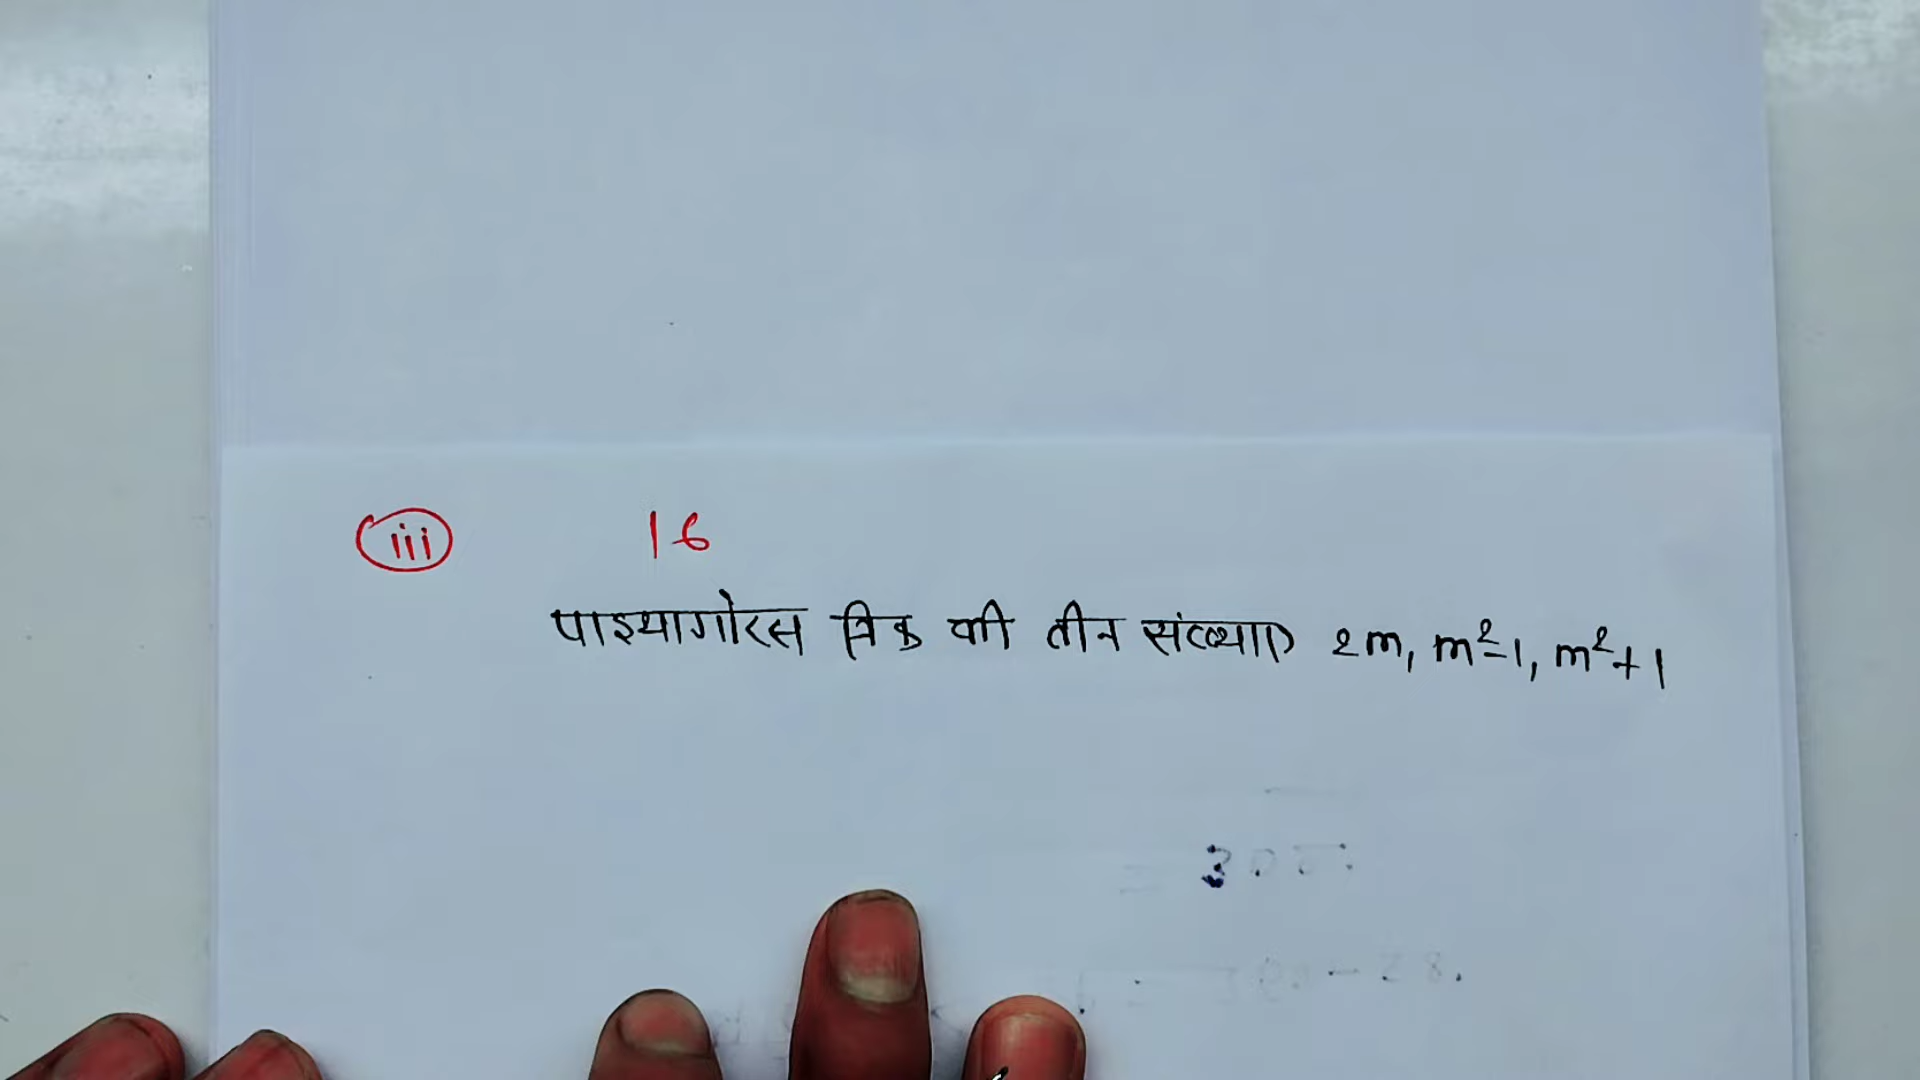 iii 16
पाइथागोरस त्रिक की तीन संख्याए 2m, m²-1, m²+1